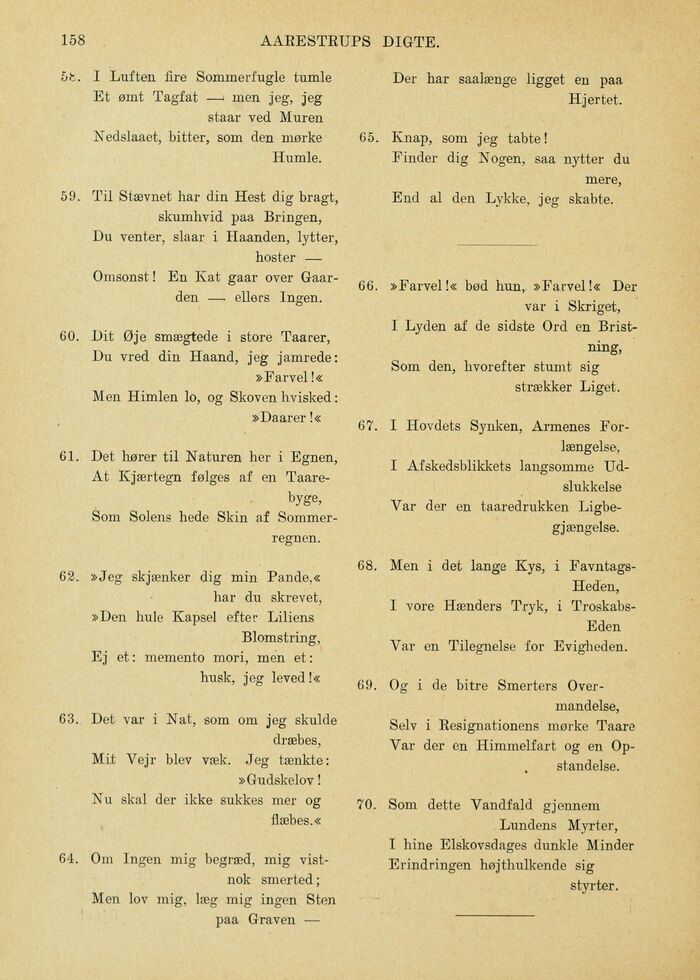 158
AARESTRUPS DIGTE.
58. I Luften fire Sommerfugle tumle
Et ømt Tagfat — men jeg, jeg
staar ved Muren
Nedslaaet, bitter, som den mørke
Humle.
59. Til Stævnet har din Hest dig bragt,
skumhvid paa Bringen,
Du venter, slaar i Haanden, lytter,
hoster —
Omsonst! En Kat gaar over Gaar-
den — ellers Ingen.
60. Dit Øje smægtede i store Taarer,
Du vred din Haand, jeg jamrede:
»Farvel!«
Men Himlen lo, og Skoven hvisked:
»Daarer!«
61. Det hører til Naturen her i Egnen,
At Kjærtegn følges af en Taare-
byge,
Som Solens hede Skin af Sommer-
regnen.
62. »Jeg skjænker dig min Pande,«
har du skrevet,
»Den hule Kapsel efter Liliens
Blomstring,
Ej et: memento mori, men et:
husk, jeg leved!«
63. Det var i Nat, som om jeg skulde
dræbes,
Mit Vejr blev væk. Jeg tænkte:
»Gudskelov!
Nu skal der ikke sukkes mer og
flæbes.«
64. Om Ingen mig begræd, mig vist-
nok smerted;
Men lov mig, læg mig ingen Sten
paa Graven —
Der har saalænge ligget en paa
Hjertet.
65. Knap, som jeg tabte!
Finder dig Nogen, saa nytter du
mere,
End al den Lykke, jeg skabte.
66. »Farvel!« bød hun, »Farvel!« Der
var i Skriget,
I Lyden af de sidste Ord en Brist-
ning,
Som den, hvorefter stumt sig
strækker Liget.
67. I Hovdets Synken, Armenes For-
længelse,
I Afskedsblikkets langsomme Ud-
slukkelse
Var der en taaredrukken Ligbe-
gjængelse.
68. Men i det lange Kys, i Favntags-
Heden,
I vore Hænders Tryk, i Troskabs-
Eden
Var en Tilegnelse for Evigheden.
69. Og i de bitre Smerters Over-
mandelse,
Selv i Resignationens mørke Taare
Var der en Himmelfart og en Op-
standelse.
70. Som dette Vandfald gjennem
Lundens Myrter,
I hine Elskovsdages dunkle Minder
Erindringen højthulkende sig
styrter.